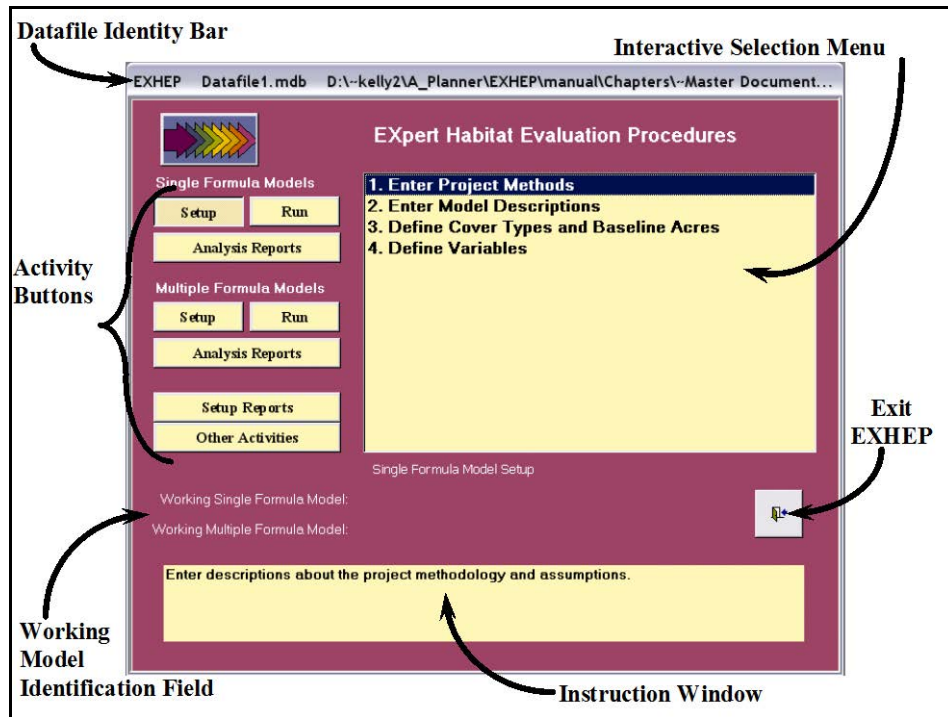 Datafile Identity Bar
Interactive Selection Menu
EXHEP Datafile1.mdb D:\~kelly2\A_Planner\EXHEP\manual\Chapters\~Master Document...
EXpert Habitat Evaluation Procedures
Single Formula Models
Setup Run
Analysis Reports
Activity
Buttons
Multiple Formula Models
Setup Run
Analysis Reports
Setup Reports
Other Activities
1. Enter Project Methods
2. Enter Model Descriptions
3. Define Cover Types and Baseline Acres
4. Define Variables
Exit
EXHEP
Single Formula Model Setup
Working Single Formula Model:
Working Multiple Formula Model:
Enter descriptions about the project methodology and assumptions.
Working
Model
Identification Field
Instruction Window